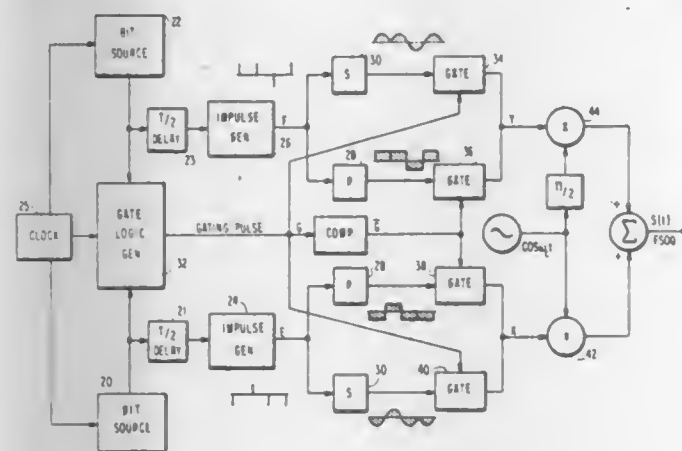 22
BIT
SOURCE
T/2
DELAY
23
IMPULSE
GEN
F
26
S
30
GATE
34
P
28
GATE
36
Y
X
44
Π/2
25
CLOCK
GATE
LOGIC
GEN
32
GATING PULSE
G
COMP
G̅
COSω_c t
+
Σ
+
S(t)
FSOQ
T/2
DELAY
21
IMPULSE
GEN
24
E
P
28
GATE
38
X
X
42
S
30
GATE
40
20
BIT
SOURCE